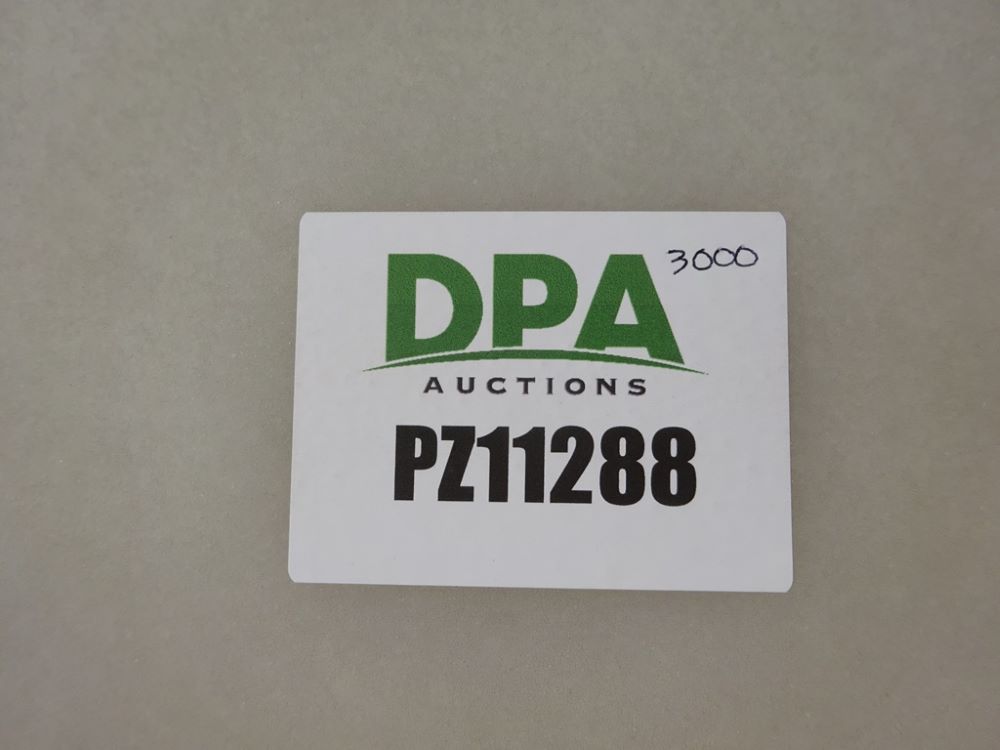 3000
DPA
AUCTIONS
PZ11288